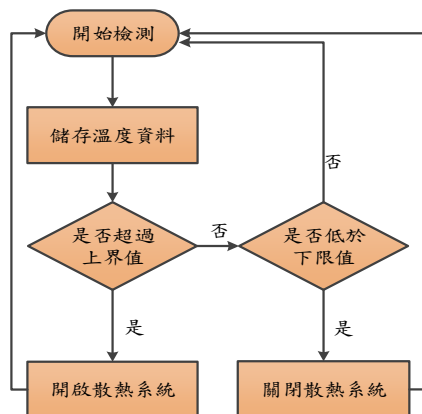 開始檢測
儲存溫度資料
是否超過
上界值
否
是否低於
下限值
否
是
是
開啟散熱系統
關閉散熱系統